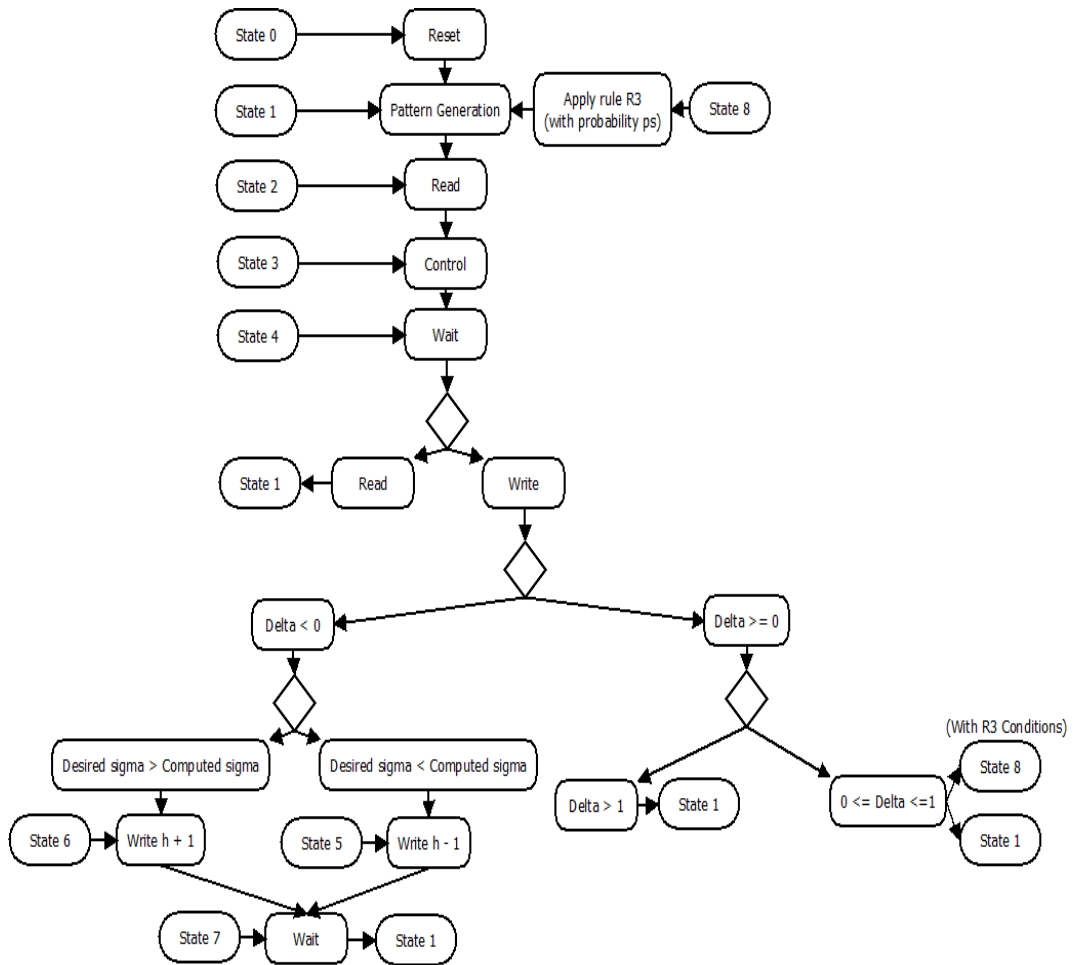 State 0
Reset
State 1
Pattern Generation
Apply rule R3
(with probability ps)
State 8
State 2
Read
State 3
Control
State 4
Wait
State 1
Read
Write
Delta < 0
Delta >= 0
(With R3 Conditions)
Desired sigma > Computed sigma
Desired sigma < Computed sigma
State 8
Delta > 1
State 1
0 <= Delta <=1
State 6
Write h + 1
State 5
Write h - 1
State 1
State 7
Wait
State 1